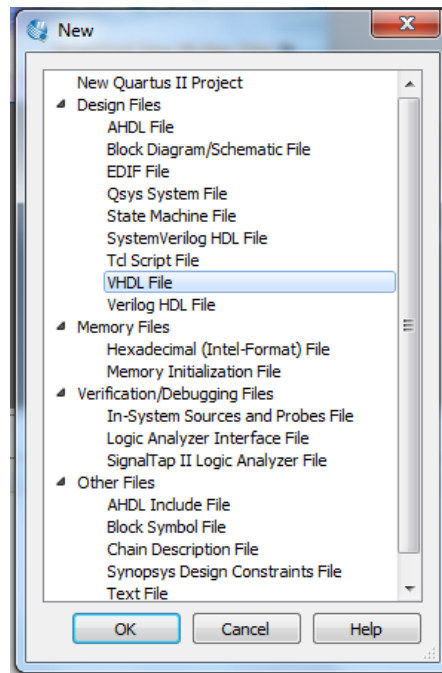 New
New Quartus II Project
Design Files
AHDL File
Block Diagram/Schematic File
EDIF File
Qsys System File
State Machine File
SystemVerilog HDL File
Tcl Script File
VHDL File
Verilog HDL File
Memory Files
Hexadecimal (Intel-Format) File
Memory Initialization File
Verification/Debugging Files
In-System Sources and Probes File
Logic Analyzer Interface File
SignalTap II Logic Analyzer File
Other Files
AHDL Include File
Block Symbol File
Chain Description File
Synopsys Design Constraints File
Text File
OK Cancel Help